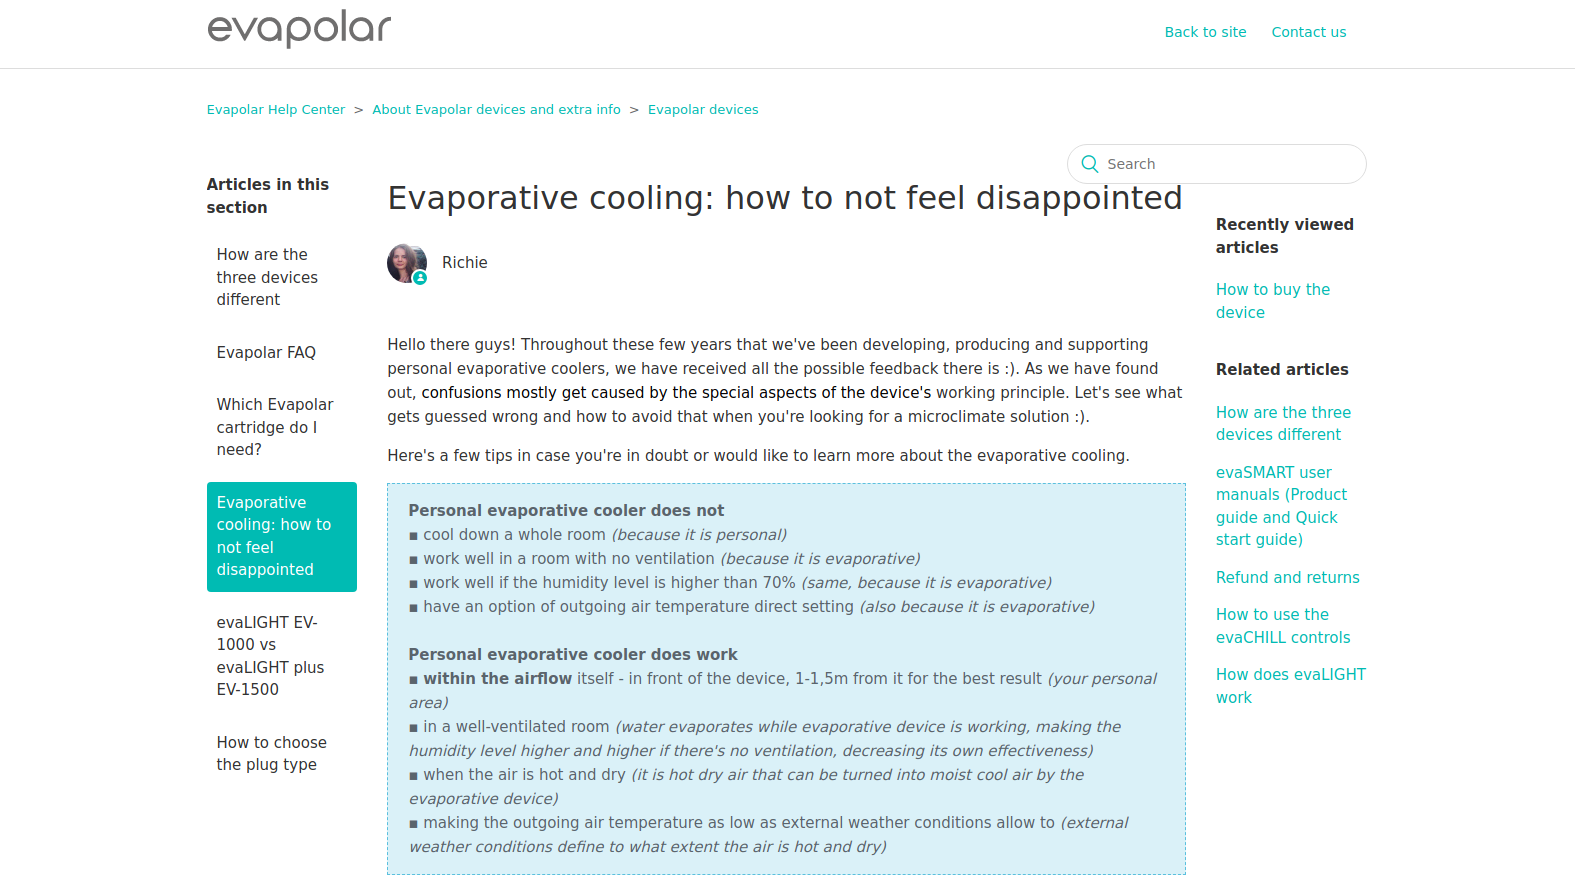 evapolar
Back to site
Contact us
Evapolar Help Center > About Evapolar devices and extra info > Evapolar devices
Search
Articles in this
section
How are the
three devices
different
Evapolar FAQ
Which Evapolar
cartridge do I
need?
Evaporative
cooling: how to
not feel
disappointed
evaLIGHT EV-
1000 vs
evaLIGHT plus
EV-1500
How to choose
the plug type
Evaporative cooling: how to not feel disappointed
Richie
Hello there guys! Throughout these few years that we've been developing, producing and supporting
personal evaporative coolers, we have received all the possible feedback there is :). As we have found
out, confusions mostly get caused by the special aspects of the device's working principle. Let's see what
gets guessed wrong and how to avoid that when you're looking for a microclimate solution :).
Here's a few tips in case you're in doubt or would like to learn more about the evaporative cooling.
Personal evaporative cooler does not
▪ cool down a whole room (because it is personal)
▪ work well in a room with no ventilation (because it is evaporative)
▪ work well if the humidity level is higher than 70% (same, because it is evaporative)
▪ have an option of outgoing air temperature direct setting (also because it is evaporative)
Personal evaporative cooler does work
▪ within the airflow itself - in front of the device, 1-1,5m from it for the best result (your personal
area)
▪ in a well-ventilated room (water evaporates while evaporative device is working, making the
humidity level higher and higher if there's no ventilation, decreasing its own effectiveness)
▪ when the air is hot and dry (it is hot dry air that can be turned into moist cool air by the
evaporative device)
▪ making the outgoing air temperature as low as external weather conditions allow to (external
weather conditions define to what extent the air is hot and dry)
Recently viewed
articles
How to buy the
device
Related articles
How are the three
devices different
evaSMART user
manuals (Product
guide and Quick
start guide)
Refund and returns
How to use the
evaCHILL controls
How does evaLIGHT
work